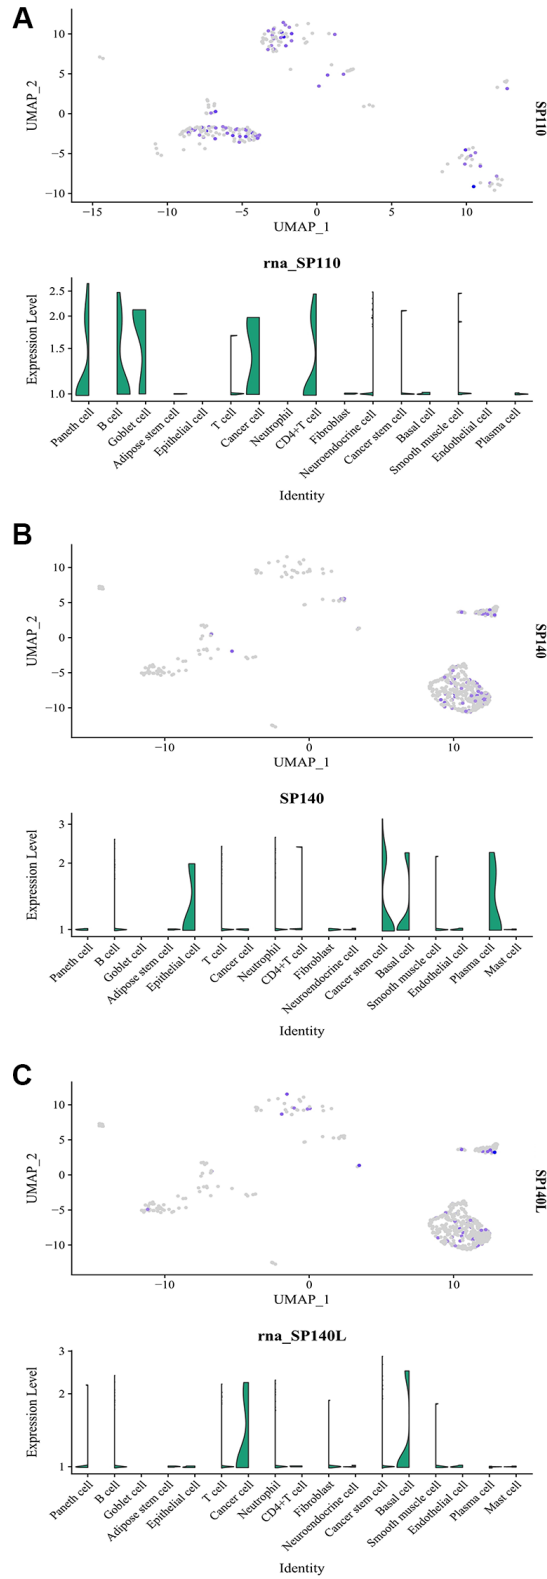 A
10
5
0
−5
−10
UMAP_2
−15
−10
−5
0
5
10
UMAP_1
SP110
rna_SP110
2.5
2.0
1.5
1.0
Expression Level
Paneth cell
B cell
Goblet cell
Adipose stem cell
Epithelial cell
T cell
Cancer cell
Neutrophil
CD4+T cell
Fibroblast
Neuroendocrine cell
Cancer stem cell
Basal cell
Smooth muscle cell
Endothelial cell
Plasma cell
Identity
B
10
5
0
−5
−10
UMAP_2
−10
0
10
UMAP_1
SP140
SP140
3
2
1
Expression Level
Paneth cell
B cell
Goblet cell
Adipose stem cell
Epithelial cell
T cell
Cancer cell
Neutrophil
CD4+T cell
Fibroblast
Neuroendocrine cell
Cancer stem cell
Basal cell
Smooth muscle cell
Endothelial cell
Plasma cell
Mast cell
Identity
C
10
5
0
−5
−10
UMAP_2
−10
0
10
UMAP_1
SP140L
rna_SP140L
3
2
1
Expression Level
Paneth cell
B cell
Goblet cell
Adipose stem cell
Epithelial cell
T cell
Cancer cell
Neutrophil
CD4+T cell
Fibroblast
Neuroendocrine cell
Cancer stem cell
Basal cell
Smooth muscle cell
Endothelial cell
Plasma cell
Mast cell
Identity